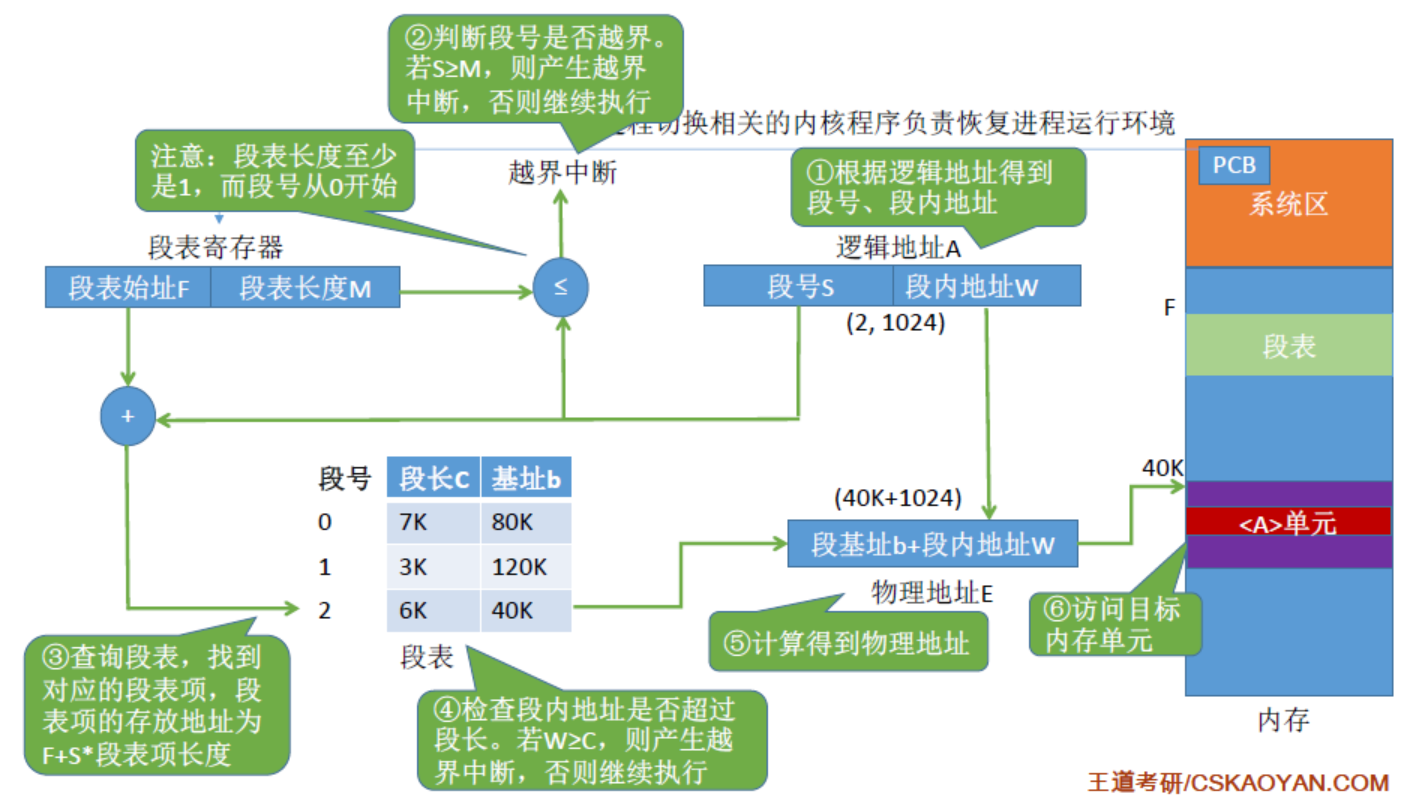 ②判断段号是否越界。
若S≥M，则产生越界
中断，否则继续执行
程切换相关的内核程序负责恢复进程运行环境
注意：段表长度至少
是1，而段号从0开始
越界中断
①根据逻辑地址得到
段号、段内地址
PCB
系统区
段表寄存器
逻辑地址A
段表始址F
段表长度M
≤
段号S
段内地址W
(2, 1024)
F
段表
+
段号
段长C
基址b
0
7K
80K
1
3K
120K
2
6K
40K
段表
40K
(40K+1024)
段基址b+段内地址W
<A>单元
物理地址E
⑤计算得到物理地址
⑥访问目标
内存单元
③查询段表，找到
对应的段表项，段
表项的存放地址为
F+S*段表项长度
④检查段内地址是否超过
段长。若W≥C，则产生越
界中断，否则继续执行
内存
王道考研/CSKAOYAN.COM